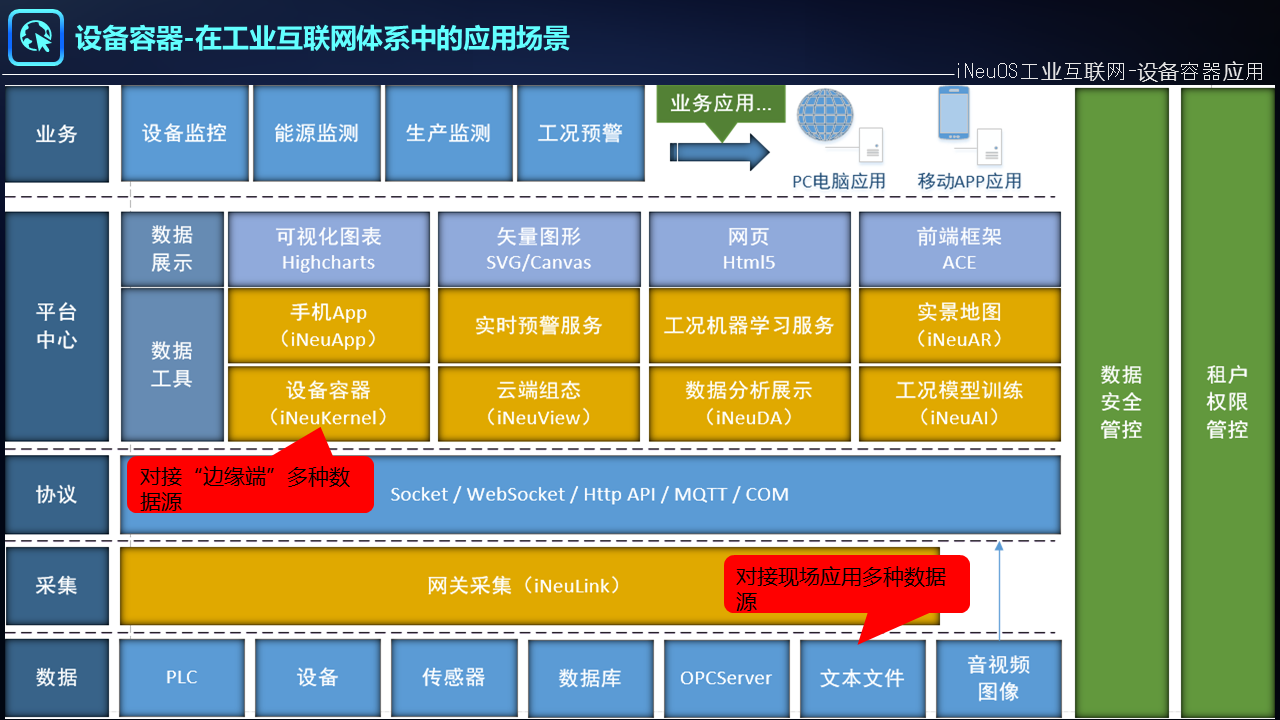 设备容器-在工业互联网体系中的应用场景
iNeuOS工业互联网-设备容器应用
业务
设备监控
能源监测
生产监测
工况预警
业务应用...
PC电脑应用
移动APP应用
平台
中心
数据
展示
可视化图表
Highcharts
矢量图形
SVG/Canvas
网页
Html5
前端框架
ACE
数据
工具
手机App
（iNeuApp）
实时预警服务
工况机器学习服务
实景地图
（iNeuAR）
设备容器
（iNeuKernel）
云端组态
（iNeuView）
数据分析展示
（iNeuDA）
工况模型训练
（iNeuAI）
协议
对接“边缘端”多种数
据源
Socket / WebSocket / Http API / MQTT / COM
采集
网关采集（iNeuLink）
对接现场应用多种数据
源
数据
PLC
设备
传感器
数据库
OPCServer
文本文件
音视频
图像
数据
安全
管控
租户
权限
管控